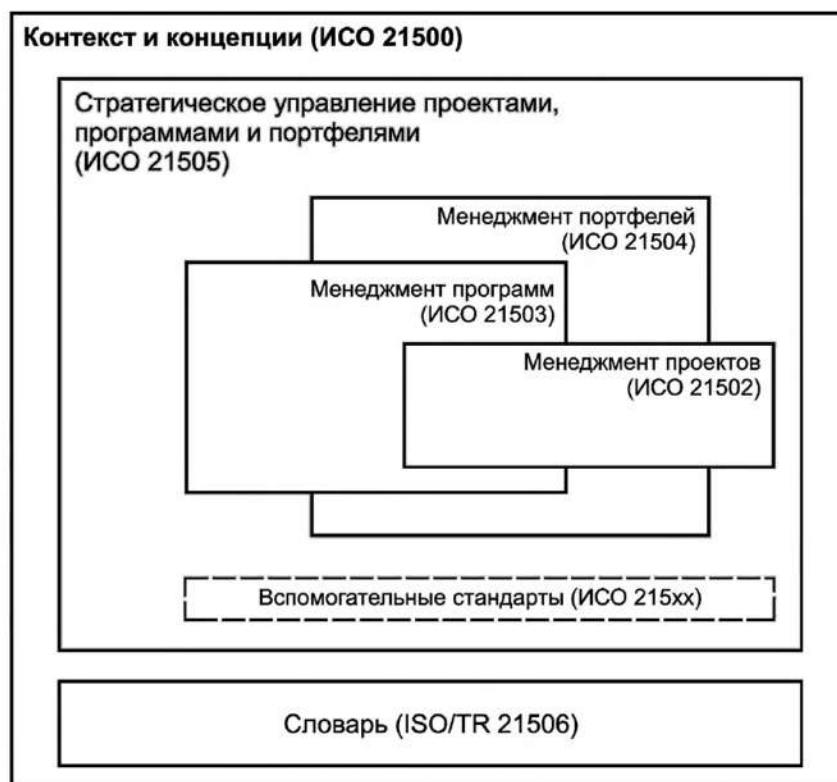 Контекст и концепции (ИСО 21500)
Стратегическое управление проектами,
программами и портфелями
(ИСО 21505)
Менеджмент портфелей
(ИСО 21504)
Менеджмент программ
(ИСО 21503)
Менеджмент проектов
(ИСО 21502)
Вспомогательные стандарты (ИСО 215xx)
Словарь (ISO/TR 21506)